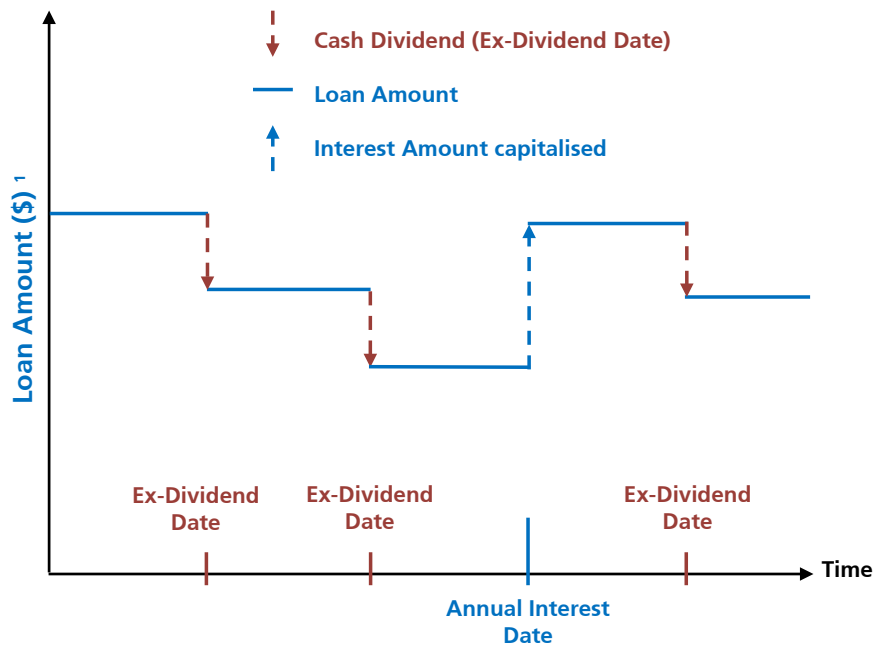 Cash Dividend (Ex-Dividend Date)
Loan Amount
Interest Amount capitalised
Loan Amount ($) 1
Ex-Dividend
Date
Ex-Dividend
Date
Ex-Dividend
Date
Time
Annual Interest
Date